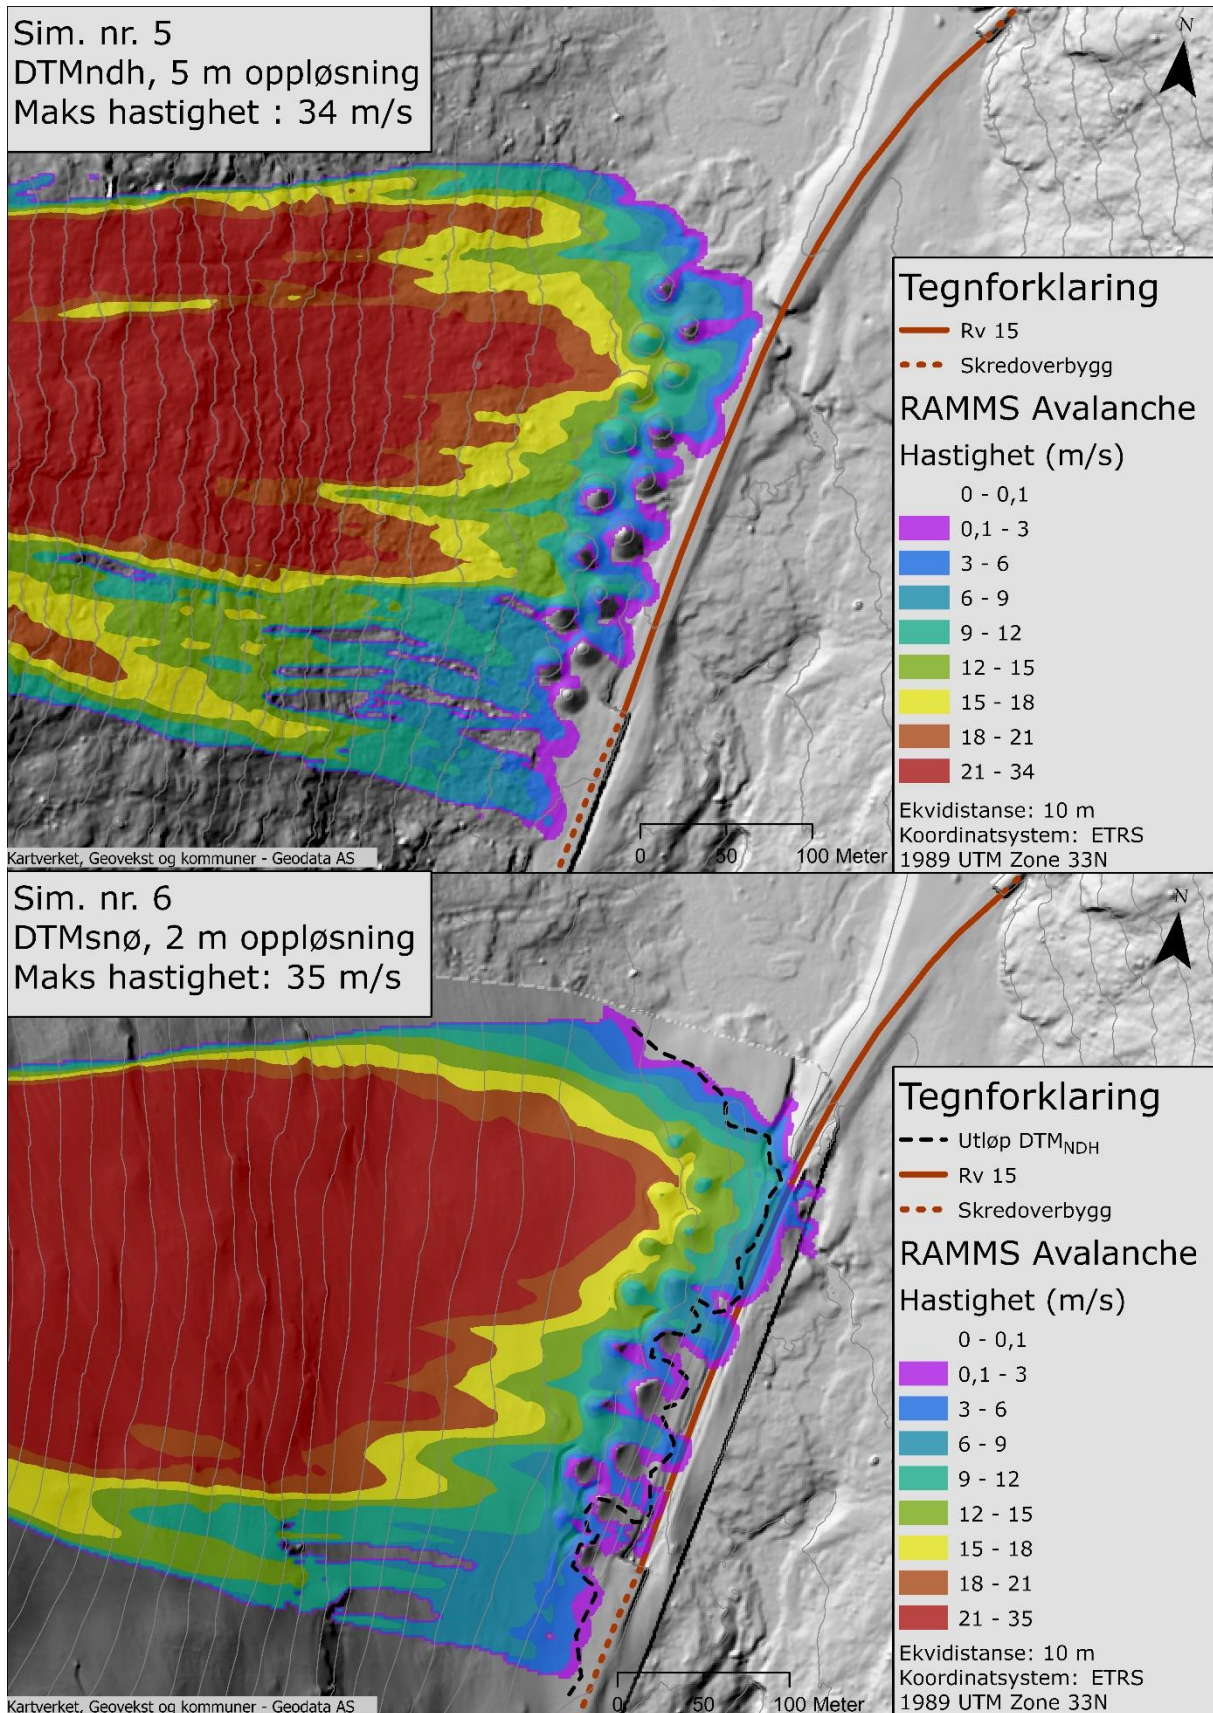 Sim. nr. 5
DTMndh, 5 m oppløsning
Maks hastighet : 34 m/s
N
Tegnforklaring
Rv 15
Skredoverbygg
RAMMS Avalanche
Hastighet (m/s)
0 - 0,1
0,1 - 3
3 - 6
6 - 9
9 - 12
12 - 15
15 - 18
18 - 21
21 - 34
Ekvidistanse: 10 m
Koordinatsystem: ETRS
1989 UTM Zone 33N
0 50 100 Meter
Kartverket, Geovekst og kommuner - Geodata AS
Sim. nr. 6
DTMsnø, 2 m oppløsning
Maks hastighet: 35 m/s
N
Tegnforklaring
Utløp DTMNDH
Rv 15
Skredoverbygg
RAMMS Avalanche
Hastighet (m/s)
0 - 0,1
0,1 - 3
3 - 6
6 - 9
9 - 12
12 - 15
15 - 18
18 - 21
21 - 35
Ekvidistanse: 10 m
Koordinatsystem: ETRS
1989 UTM Zone 33N
0 50 100 Meter
Kartverket, Geovekst og kommuner - Geodata AS